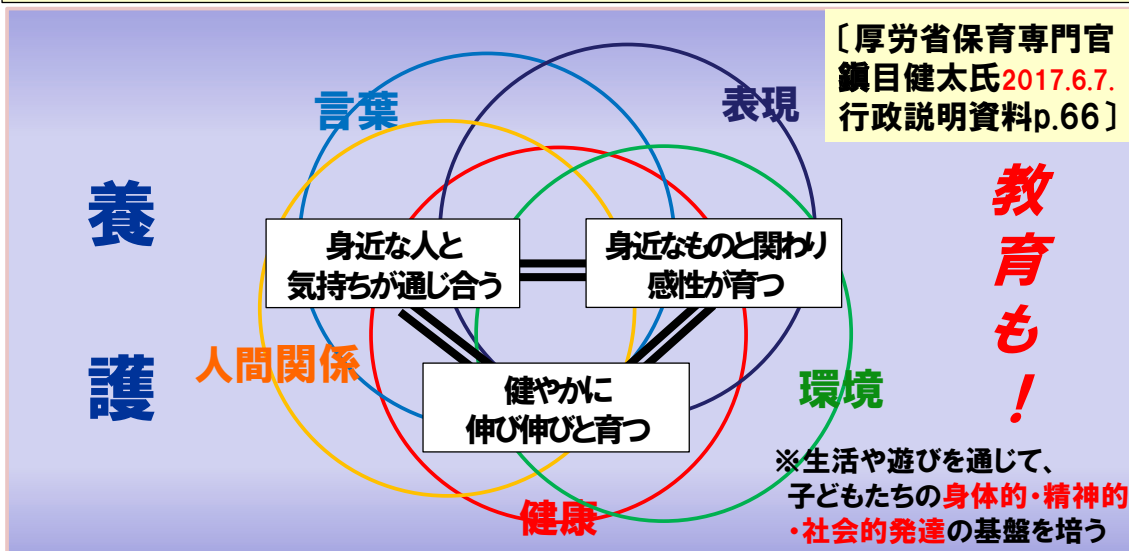 〔厚労省保育専門官
鎭目健太氏2017.6.7.
行政説明資料p.66〕
言葉
表現
養
護
教
育
も
！
身近な人と
気持ちが通じ合う
身近なものと関わり
感性が育つ
人間関係
健やかに
伸び伸びと育つ
環境
健康
※生活や遊びを通じて、
子どもたちの身体的・精神的
・社会的発達の基盤を培う